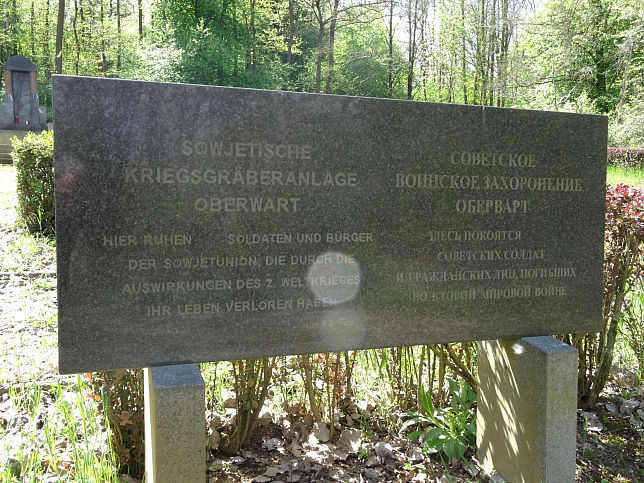 SOWJETISCHE
KRIEGSGRÄBERANLAGE
OBERWART
HIER RUHEN SOLDATEN UND BÜRGER
DER SOWJETUNION, DIE DURCH DIE
AUSWIRKUNGEN DES 2. WELTKRIEGES
IHR LEBEN VERLOREN HABEN
СОВЕТСКОЕ
ВОИНСКОЕ ЗАХОРОНЕНИЕ
ОБЕРВАРТ
ЗДЕСЬ ПОКОЯТСЯ
СОВЕТСКИХ СОЛДАТ
И ГРАЖДАНСКИХ ЛИЦ, ПОГИБШИХ
ВО ВТОРОЙ МИРОВОЙ ВОЙНЕ